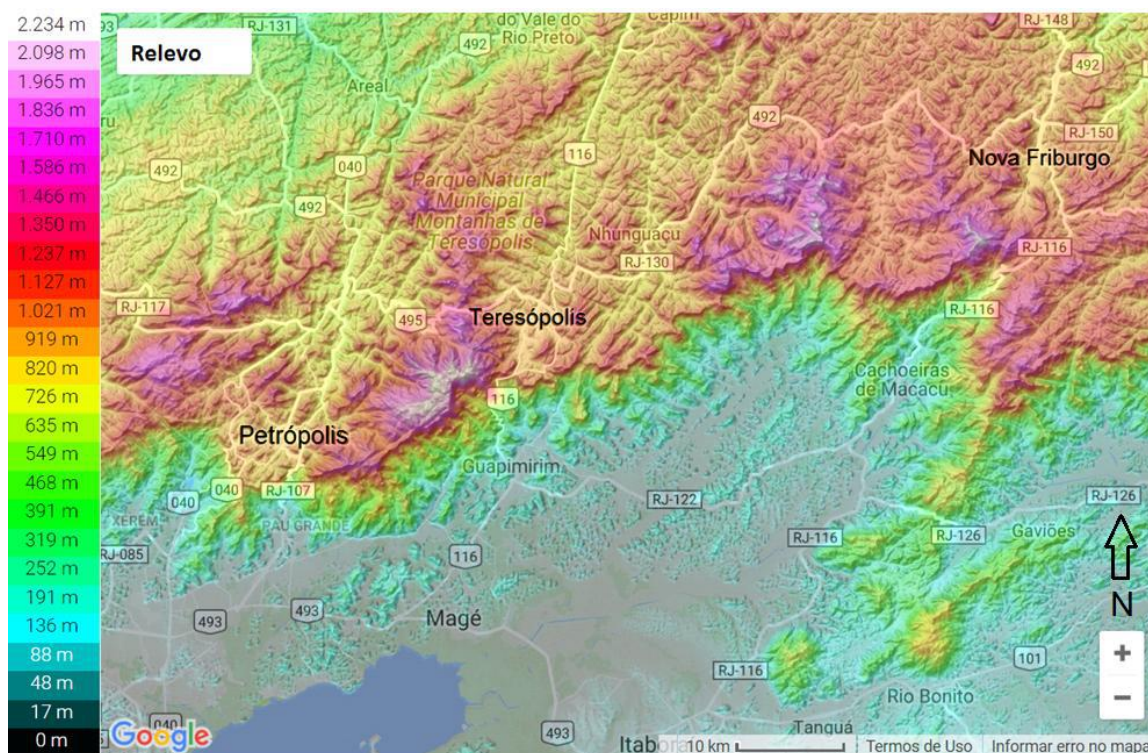 2.234 m
2.098 m
1.965 m
1.836 m
1.710 m
1.586 m
1.466 m
1.350 m
1.237 m
1.127 m
1.021 m
919 m
820 m
726 m
635 m
549 m
468 m
391 m
319 m
252 m
191 m
136 m
88 m
48 m
17 m
0 m
Relevo
93
RJ-131
do Vale do
Rio Preto
492
Capim
RJ-148
492
Areal
492
RJ-150
116
040
492
492
Nova Friburgo
Parque Natural
Municipal
Montanhas de
Teresópolis
Nhunguaçu
RJ-130
RJ-116
RJ-117
495
Teresópolis
RJ-116
Cachoeiras
de Macacu
116
Petrópolis
Guapimirim
040
040
RJ-107
RJ-122
RJ-126
XERÉM
PAU GRANDE
RJ-085
116
RJ-116
RJ-126
Gaviões
N
493
493
Magé
101
RJ-116
Rio Bonito
040
Google
493
Tanguá
Itabora
10 km
Termos de Uso
Informar erro no map
+
−